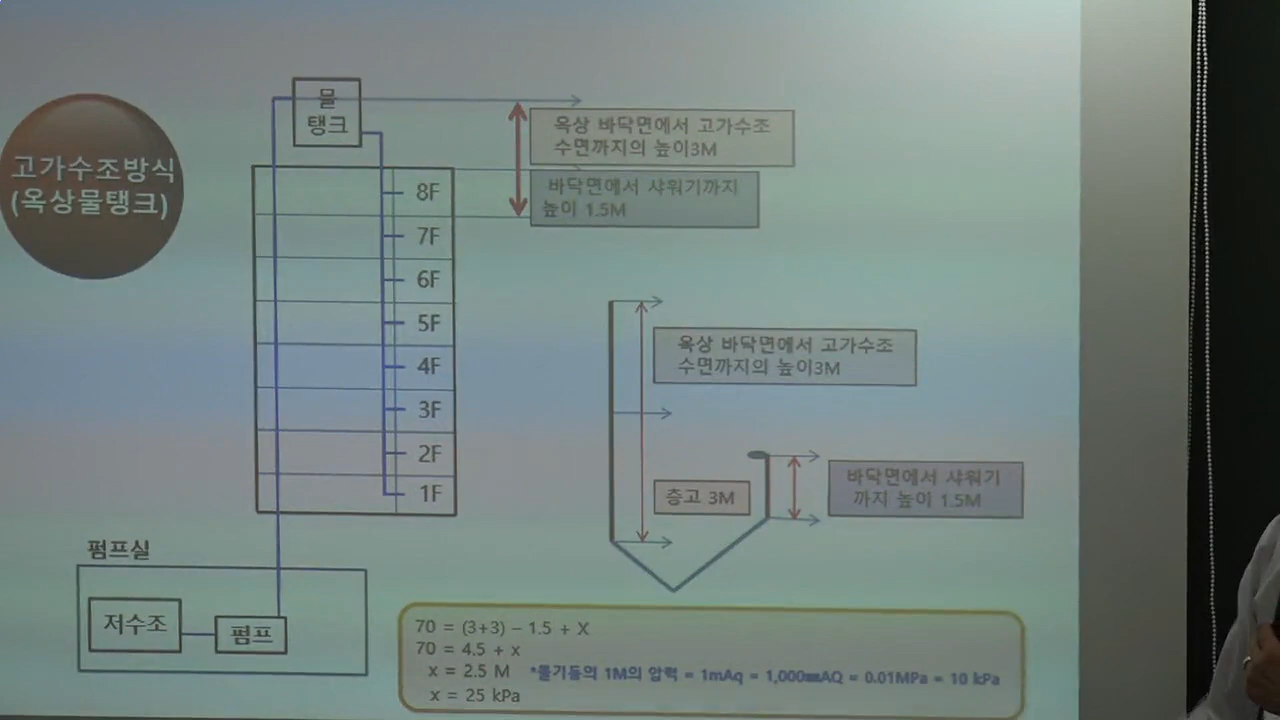 고가수조방식
(옥상물탱크)
물
탱크
옥상 바닥면에서 고가수조
수면까지의 높이3M
바닥면에서 샤워기까지
높이 1.5M
8F
7F
6F
5F
4F
3F
2F
1F
옥상 바닥면에서 고가수조
수면까지의 높이3M
층고 3M
바닥면에서 샤워기
까지 높이 1.5M
펌프실
저수조
펌프
70 = (3+3) – 1.5 + X
70 = 4.5 + x
x = 2.5 M
*물기둥의 1M의 압력 = 1mAq = 1,000㎜AQ = 0.01MPa = 10 kPa
x = 25 kPa